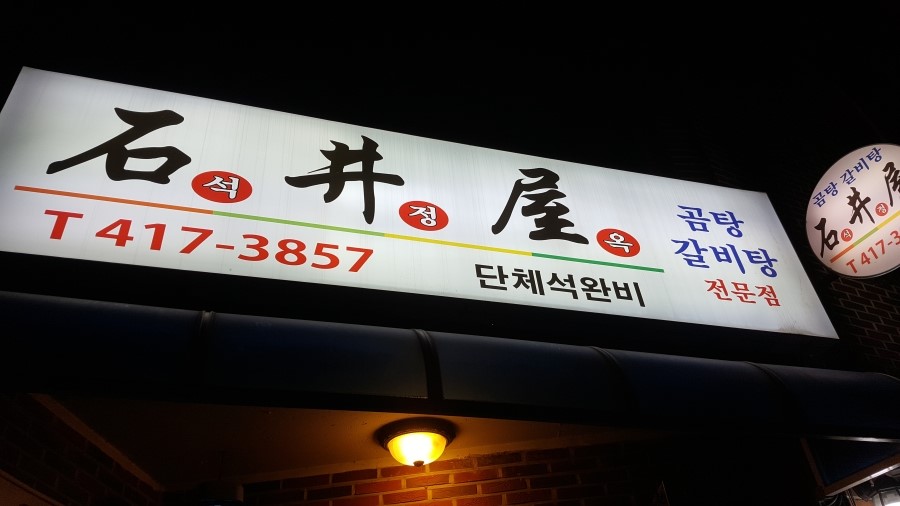 石석 井정 屋옥
T 417-3857
단체석완비
곰탕
갈비탕
전문점
곰탕 갈비탕
石석 井정 屋
T 417-3